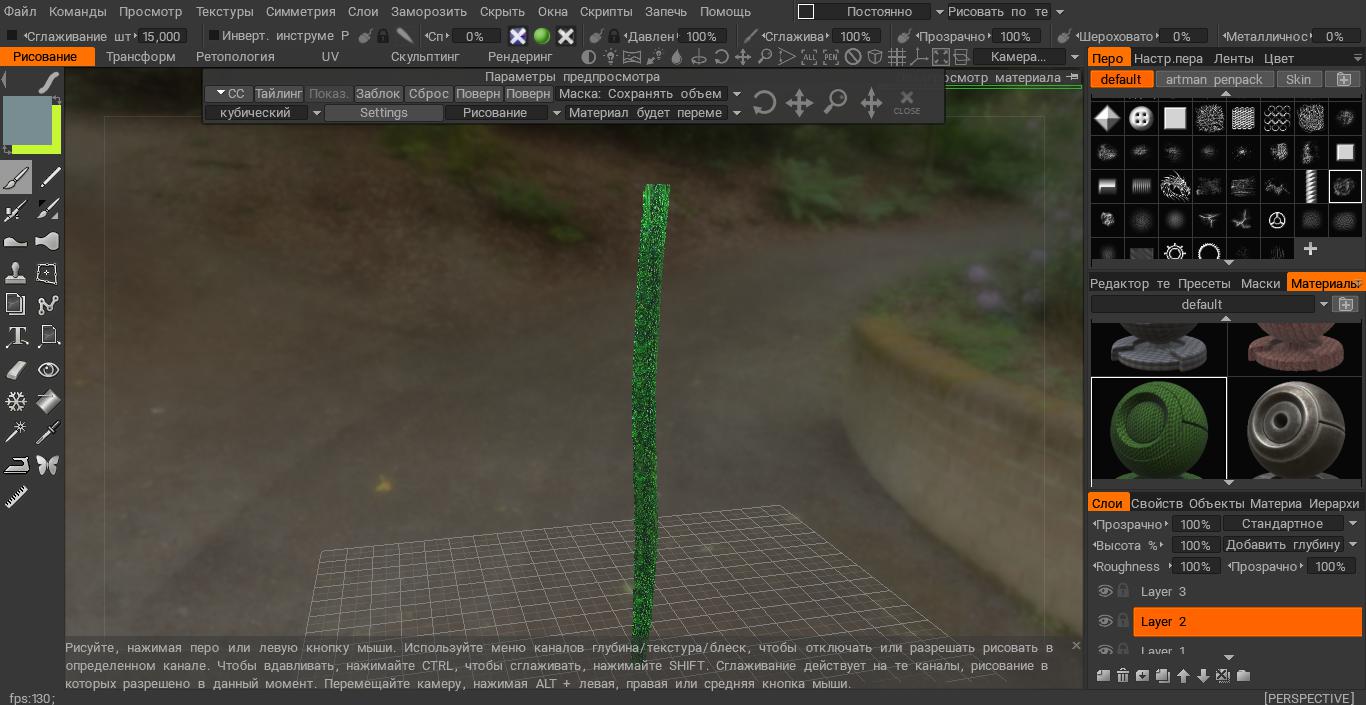 Файл Команды Просмотр Текстуры Симметрия Слои Заморозить Скрыть Окна Скрипты Запечь Помощь Постоянно Рисовать по те
Сглаживание шт 15,000 Инверт. инструме Р Сп 0% Давлен 100% Сглажива 100% Прозрачно 100% Шероховато 0% Металличнос 0%
Рисование Трансформ Ретопология UV Скульптинг Рендеринг ALL PEN Камера...
Перо Настр.пера Ленты Цвет
Параметры предпросмотра
осмотр материала
default artman penpack Skin
СС Тайлинг Показ. Заблок Сброс Поверн Поверн Маска: Сохранять объем
кубический Settings Рисование Материал будет переме CLOSE
Редактор те Пресеты Маски Материалы
default
Слои Свойств Объекты Материа Иерархи
Прозрачно 100% Стандартное
Высота % 100% Добавить глубину
Roughness 100% Прозрачно 100%
Layer 3
Layer 2
Layer 1
Рисуйте, нажимая перо или левую кнопку мыши. Используйте меню каналов глубина/текстура/блеск, чтобы отключать или разрешать рисовать в
определенном канале. Чтобы вдавливать, нажимайте CTRL, чтобы сглаживать, нажимайте SHIFT. Сглаживание действует на те каналы, рисование в
которых разрешено в данный момент. Перемещайте камеру, нажимая ALT + левая, правая или средняя кнопка мыши.
fps:130; [PERSPECTIVE]